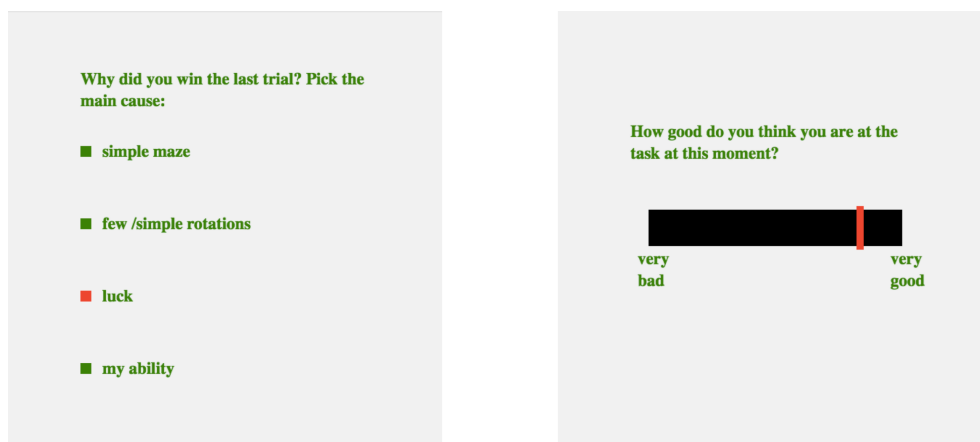 Why did you win the last trial? Pick the
main cause:
simple maze
few /simple rotations
luck
my ability
How good do you think you are at the
task at this moment?
very
bad
very
good